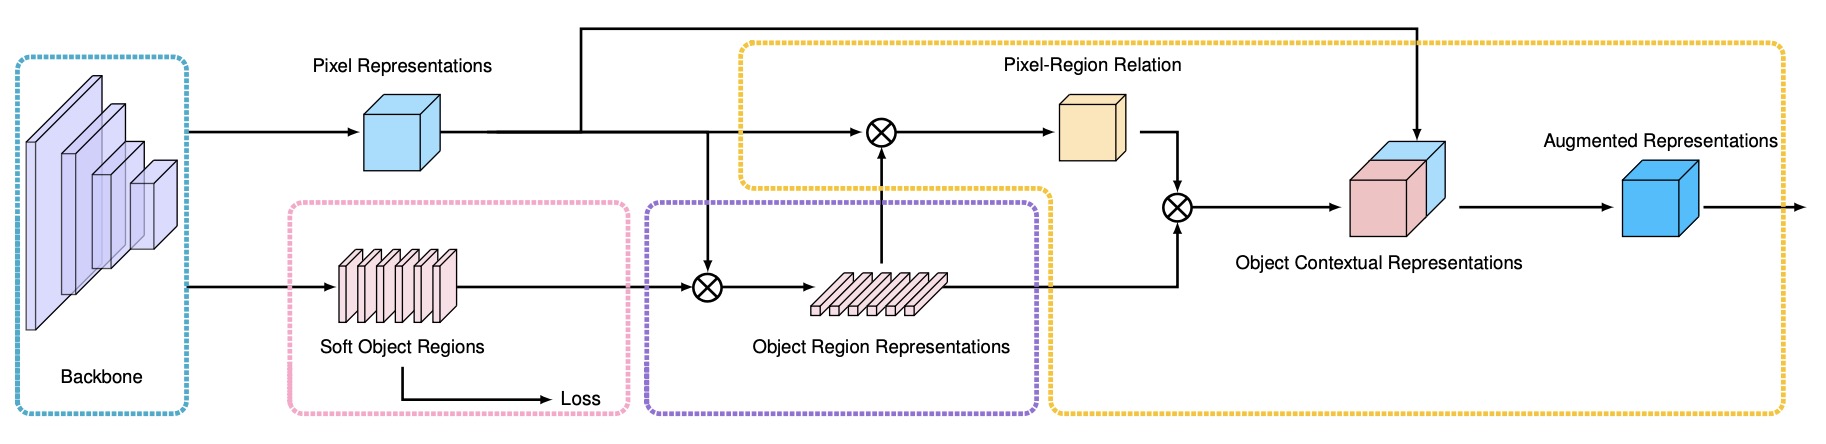 Pixel Representations
Pixel-Region Relation
Augmented Representations
Object Contextual Representations
Soft Object Regions
Object Region Representations
Backbone
Loss